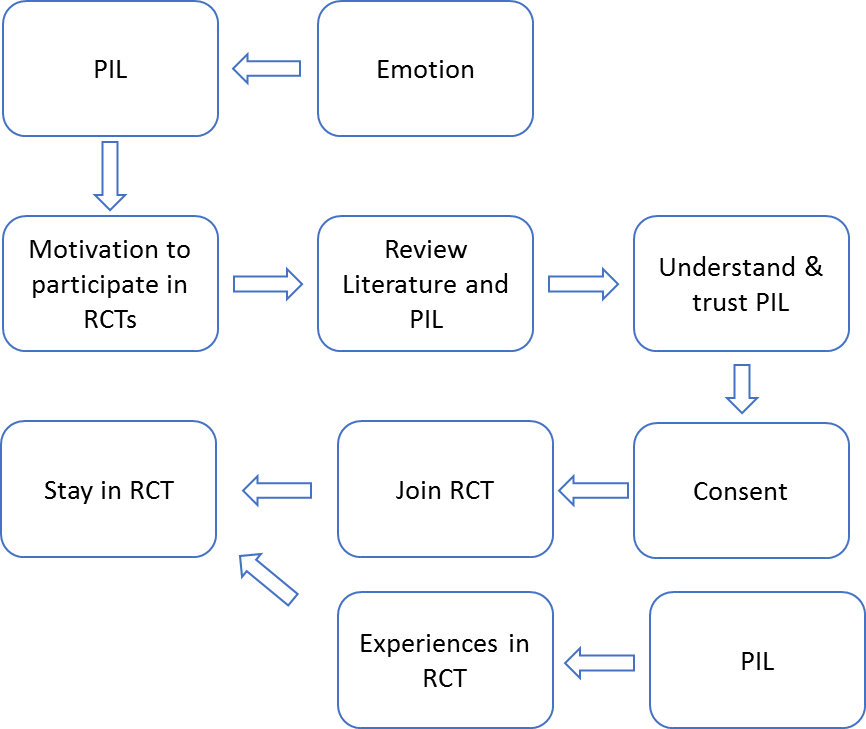 PIL
Emotion
Motivation to
participate in
RCTs
Review
Literature and
PIL
Understand &
trust PIL
Stay in RCT
Join RCT
Consent
Experiences in
RCT
PIL